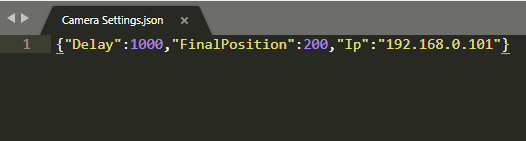 Camera Settings.json
1 {"Delay":1000,"FinalPosition":200,"Ip":"192.168.0.101"}